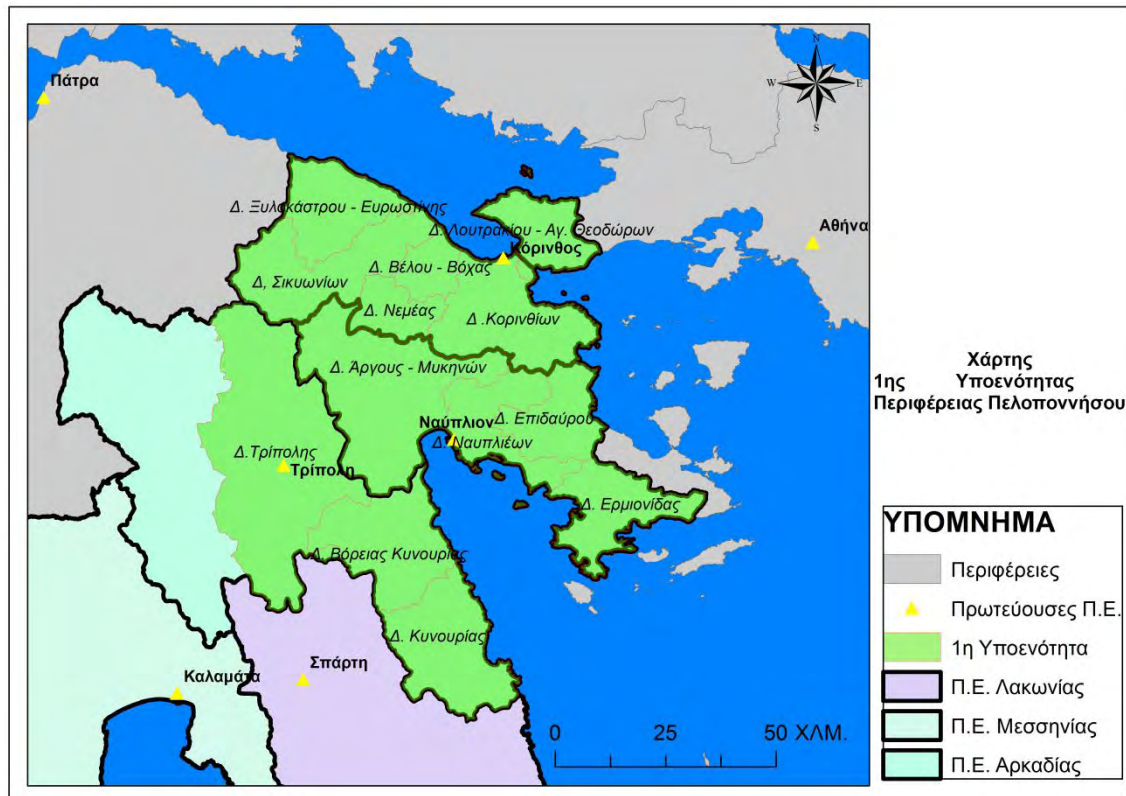 Πάτρα
N
W E
S
Δ. Ξυλοκάστρου - Ευρωστίνης
Δ. Λουτρακίου - Αγ. Θεοδώρων
Αθήνα
Κόρινθος
Δ. Βέλου - Βόχας
Δ, Σικυωνίων
Δ. Νεμέας
Δ .Κορινθίων
Δ. Άργους - Μυκηνών
Ναύπλιον
Δ. Επιδαύρου
Δ. Ναυπλιέων
Δ.Τρίπολης
Τρίπολη
Δ. Ερμιονίδας
Δ. Βόρειας Κυνουρίας
Δ. Κυνουρίας
Καλαμάτα
Σπάρτη
0 25 50 ΧΛΜ.
Χάρτης
1ης Υποενότητας
Περιφέρειας Πελοποννήσου
ΥΠΟΜΝΗΜΑ
Περιφέρειες
Πρωτεύουσες Π.Ε.
1η Υποενότητα
Π.Ε. Λακωνίας
Π.Ε. Μεσσηνίας
Π.Ε. Αρκαδίας